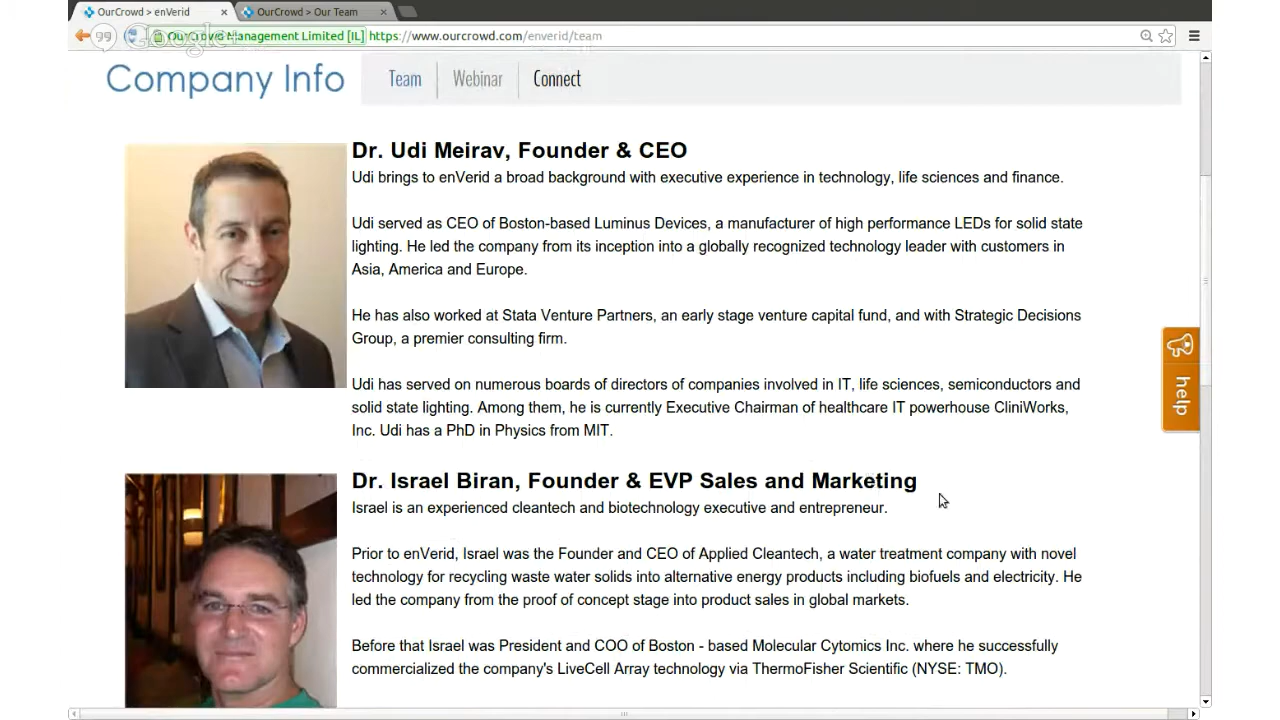 OurCrowd > enVerid
OurCrowd > Our Team
Google+
OurCrowd Management Limited [IL] https://www.ourcrowd.com/enverid/team
Company Info
Team
Webinar
Connect
Dr. Udi Meirav, Founder & CEO
Udi brings to enVerid a broad background with executive experience in technology, life sciences and finance.
Udi served as CEO of Boston-based Luminus Devices, a manufacturer of high performance LEDs for solid state
lighting. He led the company from its inception into a globally recognized technology leader with customers in
Asia, America and Europe.
He has also worked at Stata Venture Partners, an early stage venture capital fund, and with Strategic Decisions
Group, a premier consulting firm.
Udi has served on numerous boards of directors of companies involved in IT, life sciences, semiconductors and
solid state lighting. Among them, he is currently Executive Chairman of healthcare IT powerhouse CliniWorks,
Inc. Udi has a PhD in Physics from MIT.
help
Dr. Israel Biran, Founder & EVP Sales and Marketing
Israel is an experienced cleantech and biotechnology executive and entrepreneur.
Prior to enVerid, Israel was the Founder and CEO of Applied Cleantech, a water treatment company with novel
technology for recycling waste water solids into alternative energy products including biofuels and electricity. He
led the company from the proof of concept stage into product sales in global markets.
Before that Israel was President and COO of Boston - based Molecular Cytomics Inc. where he successfully
commercialized the company's LiveCell Array technology via ThermoFisher Scientific (NYSE: TMO).